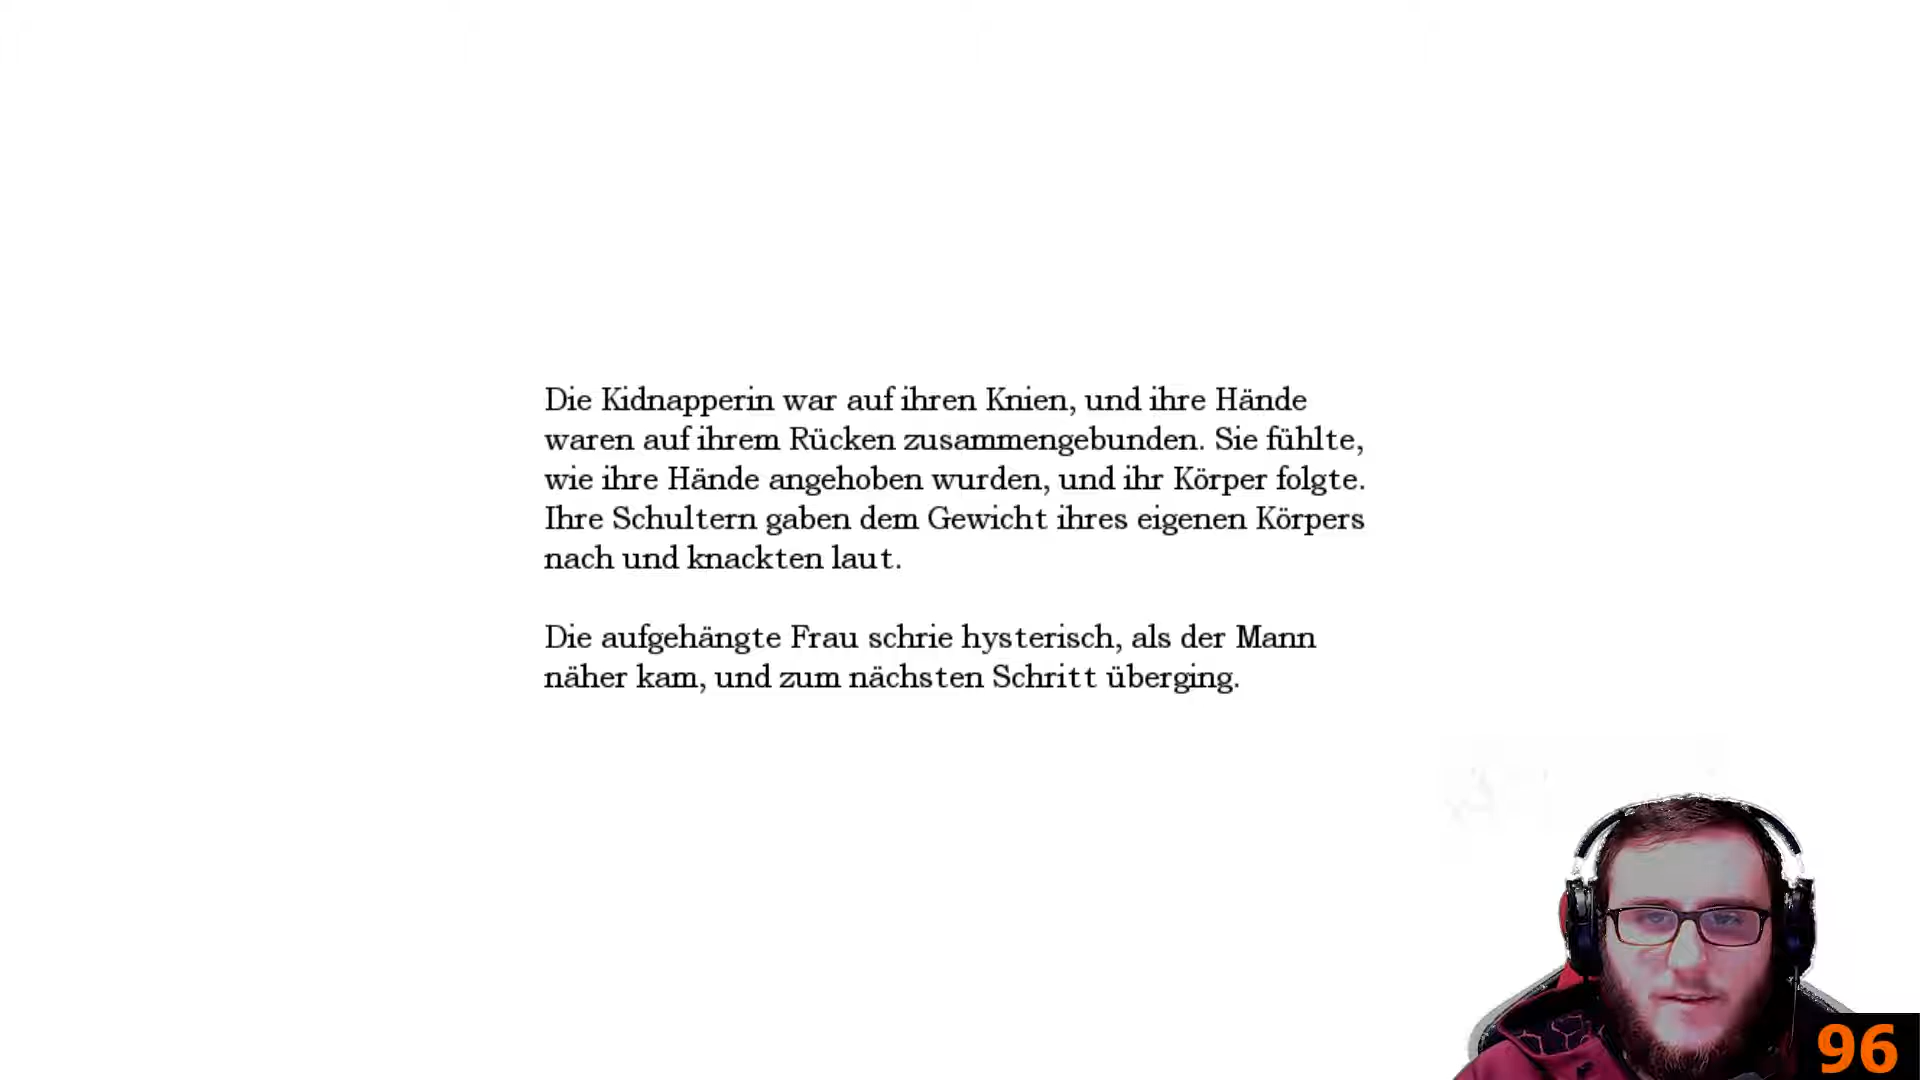 Die Kidnapperin war auf ihren Knien, und ihre Hände
waren auf ihrem Rücken zusammengebunden. Sie fühlte,
wie ihre Hände angehoben wurden, und ihr Körper folgte.
Ihre Schultern gaben dem Gewicht ihres eigenen Körpers
nach und knackten laut.
Die aufgehängte Frau schrie hysterisch, als der Mann
näher kam, und zum nächsten Schritt überging.
96